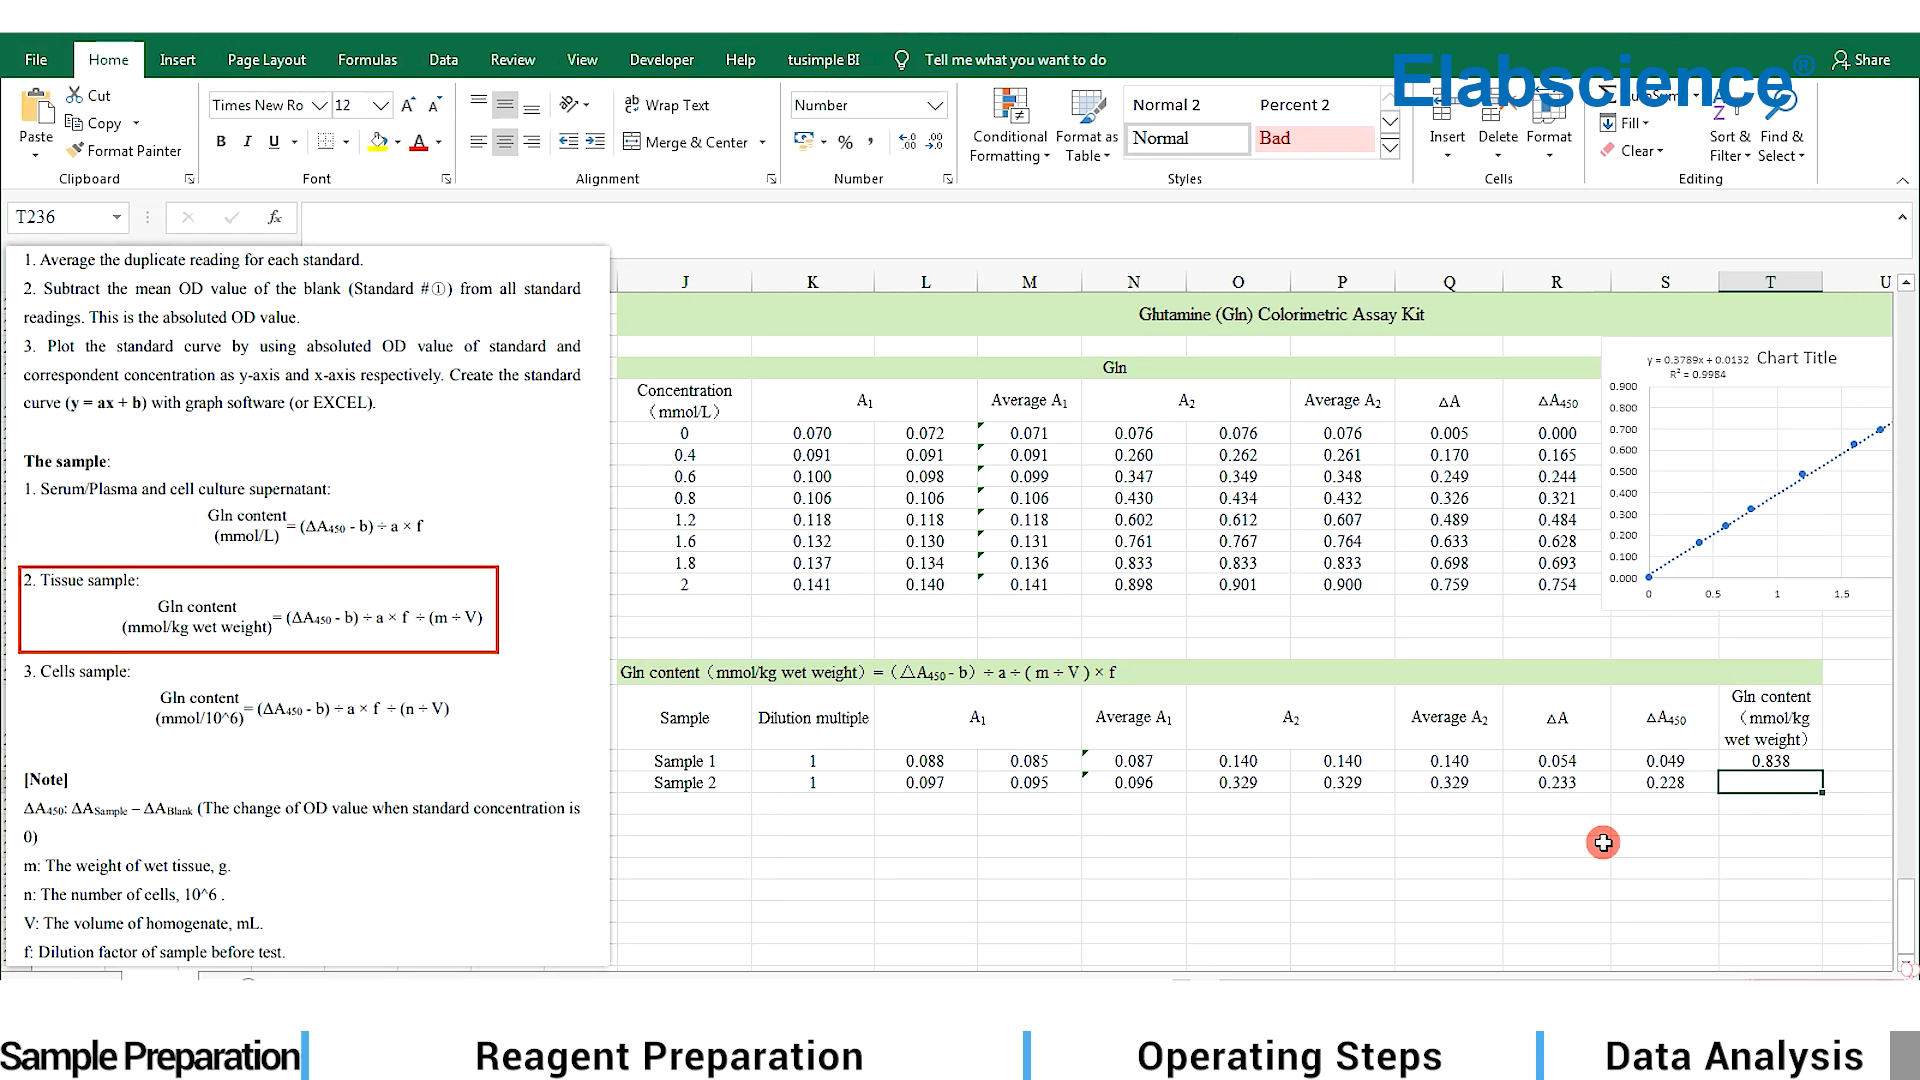 File Home Insert Page Layout Formulas Data Review View Developer Help tusimple BI Tell me what you want to do Share
Elabscience®
Paste
Cut
Copy
Format Painter
Clipboard
Times New Ro 12
B I U
Font
Wrap Text
Merge & Center
Alignment
Number
%
Number
Conditional Formatting
Format as Table
Normal 2 Percent 2
Normal Bad
Styles
Insert Delete Format
Cells
Fill
Clear
Sort & Filter
Find & Select
Editing
T236 fx
1. Average the duplicate reading for each standard.
2. Subtract the mean OD value of the blank (Standard #①) from all standard
readings. This is the absoluted OD value.
3. Plot the standard curve by using absoluted OD value of standard and
correspondent concentration as y-axis and x-axis respectively. Create the standard
curve (y = ax + b) with graph software (or EXCEL).
The sample:
1. Serum/Plasma and cell culture supernatant:
Gln content (mmol/L) = (ΔA450 - b) ÷ a × f
2. Tissue sample:
Gln content (mmol/kg wet weight) = (ΔA450 - b) ÷ a × f ÷ (m ÷ V)
3. Cells sample:
Gln content (mmol/10^6) = (ΔA450 - b) ÷ a × f ÷ (n ÷ V)
[Note]
ΔA450: ΔASample – ΔABlank (The change of OD value when standard concentration is
0)
m: The weight of wet tissue, g.
n: The number of cells, 10^6 .
V: The volume of homogenate, mL.
f: Dilution factor of sample before test.
J K L M N O P Q R S T U
Glutamine (Gln) Colorimetric Assay Kit
Gln
Concentration（mmol/L） A1 Average A1 A2 Average A2 △A △A450
0 0.070 0.072 0.071 0.076 0.076 0.076 0.005 0.000
0.4 0.091 0.091 0.091 0.260 0.262 0.261 0.170 0.165
0.6 0.100 0.098 0.099 0.347 0.349 0.348 0.249 0.244
0.8 0.106 0.106 0.106 0.430 0.434 0.432 0.326 0.321
1.2 0.118 0.118 0.118 0.602 0.612 0.607 0.489 0.484
1.6 0.132 0.130 0.131 0.761 0.767 0.764 0.633 0.628
1.8 0.137 0.134 0.136 0.833 0.833 0.833 0.698 0.693
2 0.141 0.140 0.141 0.898 0.901 0.900 0.759 0.754
y = 0.3789x + 0.0132 Chart Title
R² = 0.9984
0.900
0.800
0.700
0.600
0.500
0.400
0.300
0.200
0.100
0.000
0 0.5 1 1.5
Gln content（mmol/kg wet weight）=（△A450 - b）÷ a ÷ ( m ÷ V ) × f
Sample Dilution multiple A1 Average A1 A2 Average A2 △A △A450 Gln content（mmol/kg wet weight）
Sample 1 1 0.088 0.085 0.087 0.140 0.140 0.140 0.054 0.049 0.838
Sample 2 1 0.097 0.095 0.096 0.329 0.329 0.329 0.233 0.228
Sample Preparation Reagent Preparation Operating Steps Data Analysis